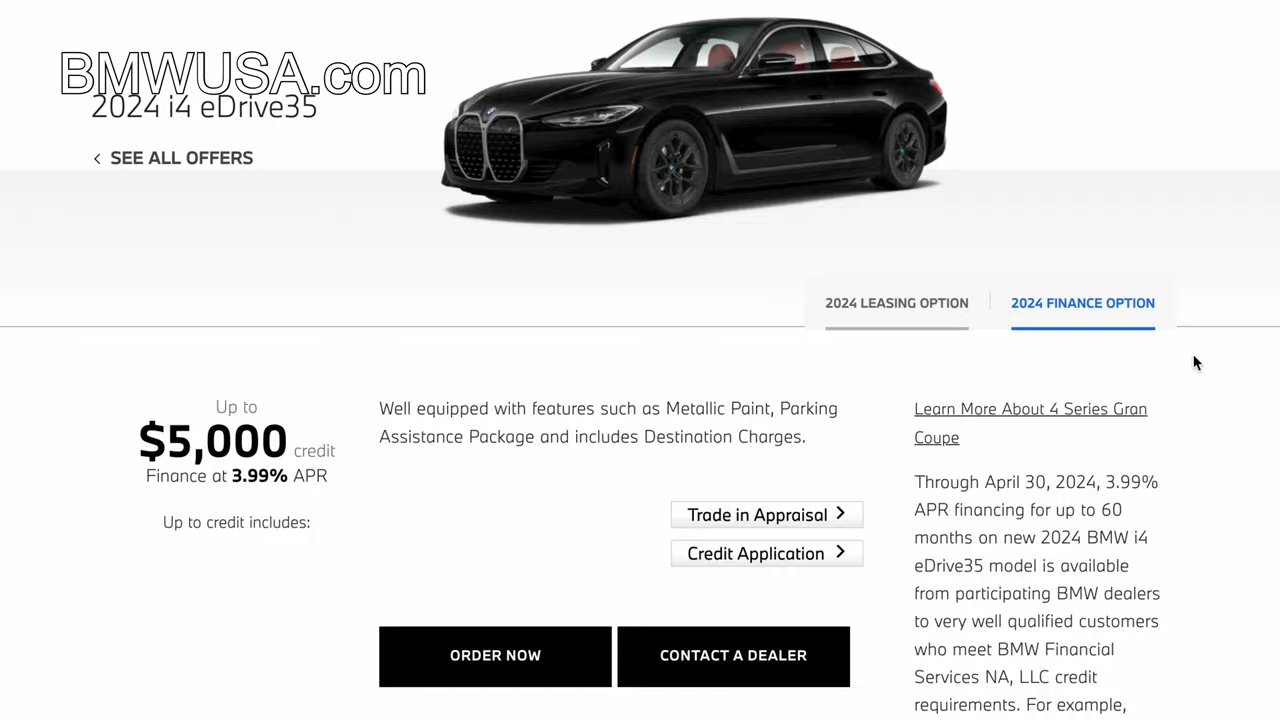 BMWUSA.com
2024 i4 eDrive35
< SEE ALL OFFERS
2024 LEASING OPTION
2024 FINANCE OPTION
Up to
$5,000 credit
Finance at 3.99% APR
Up to credit includes:
Well equipped with features such as Metallic Paint, Parking
Assistance Package and includes Destination Charges.
Trade in Appraisal >
Credit Application >
ORDER NOW
CONTACT A DEALER
Learn More About 4 Series Gran
Coupe
Through April 30, 2024, 3.99%
APR financing for up to 60
months on new 2024 BMW i4
eDrive35 model is available
from participating BMW dealers
to very well qualified customers
who meet BMW Financial
Services NA, LLC credit
requirements. For example,